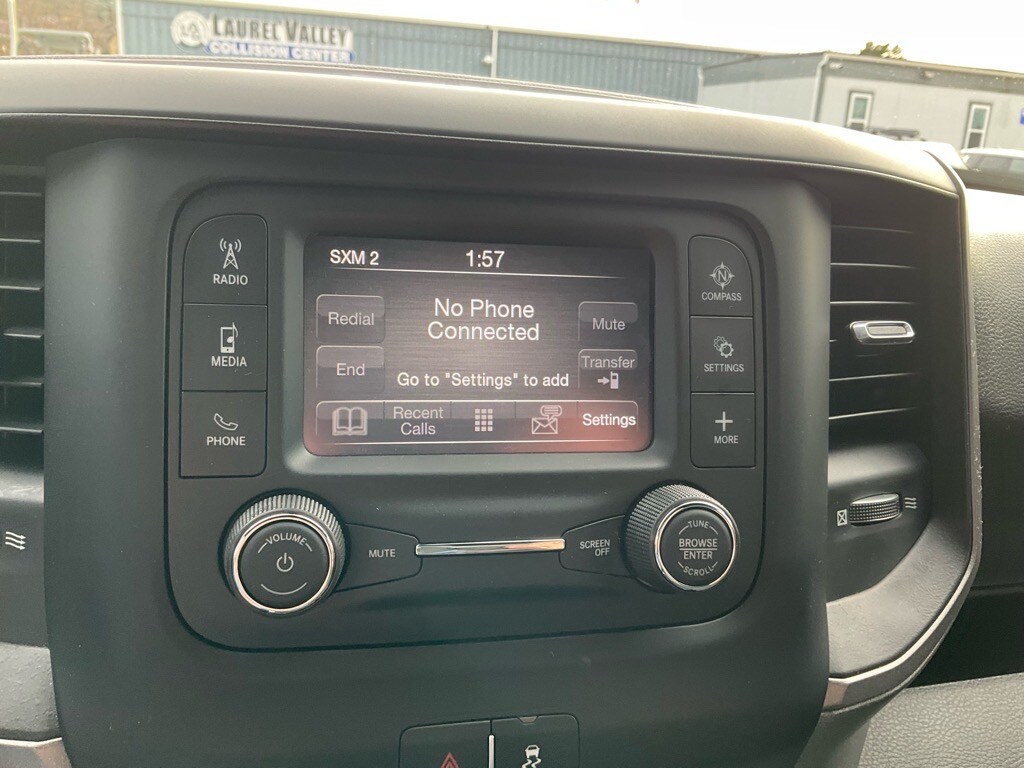 LAUREL VALLEY
COLLISION CENTER
RADIO
MEDIA
PHONE
SXM 2
1:57
Redial
No Phone
Connected
Mute
End
Transfer
Go to "Settings" to add
Recent
Calls
Settings
N
COMPASS
SETTINGS
MORE
VOLUME
MUTE
SCREEN
OFF
TUNE
BROWSE
ENTER
SCROLL